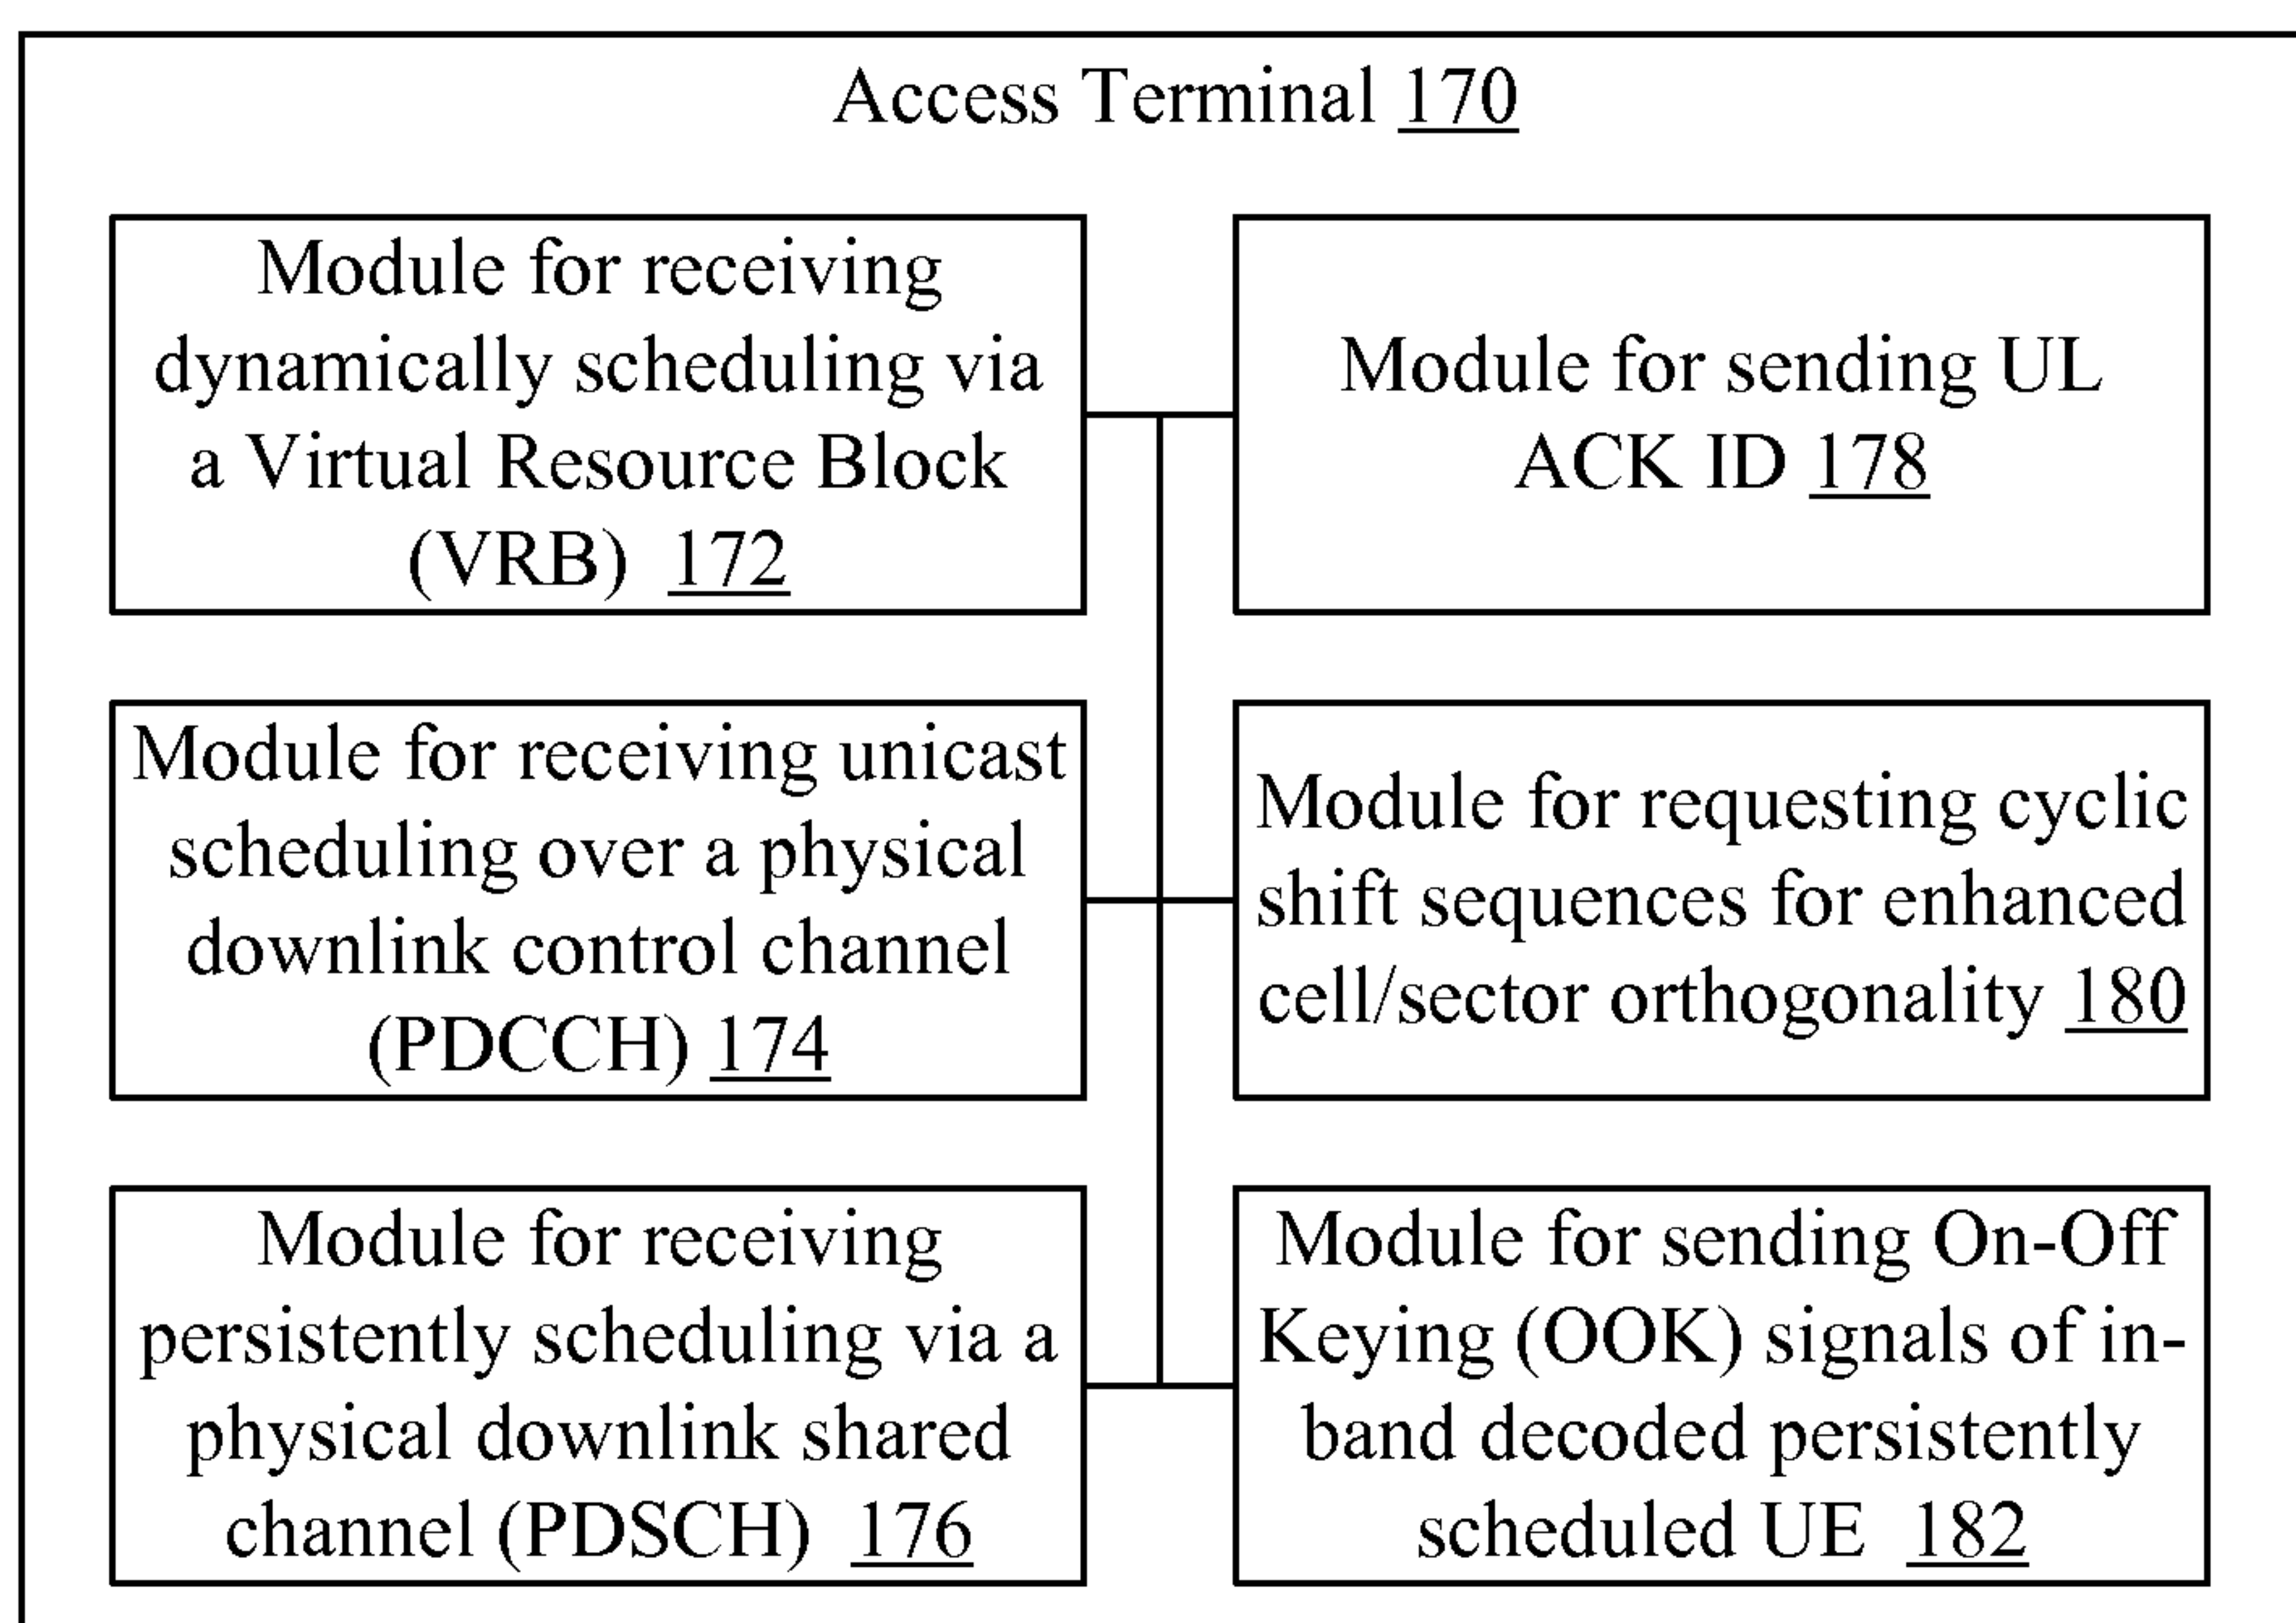 Access Terminal 170
Module for receiving
dynamically scheduling via
a Virtual Resource Block
(VRB) 172
Module for sending UL
ACK ID 178
Module for receiving unicast
scheduling over a physical
downlink control channel
(PDCCH) 174
Module for requesting cyclic
shift sequences for enhanced
cell/sector orthogonality 180
Module for receiving
persistently scheduling via a
physical downlink shared
channel (PDSCH) 176
Module for sending On-Off
Keying (OOK) signals of in-
band decoded persistently
scheduled UE 182